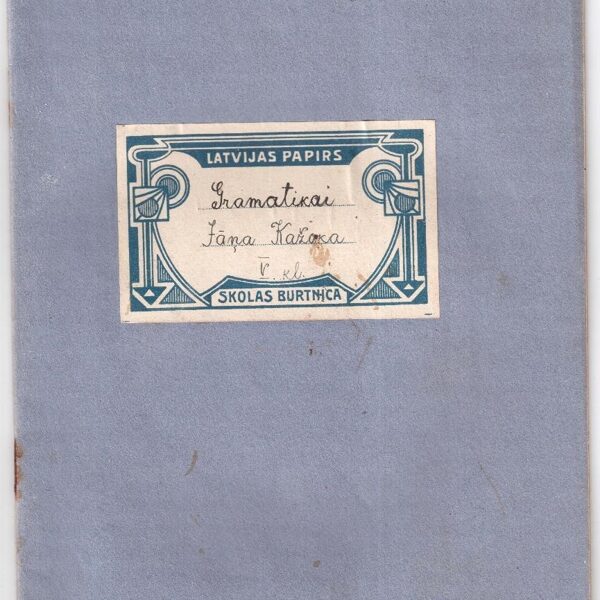 LATVIJAS PAPIRS
Gramatikai
Jāņa Kažoka
V. kl.
SKOLAS BURTNICA